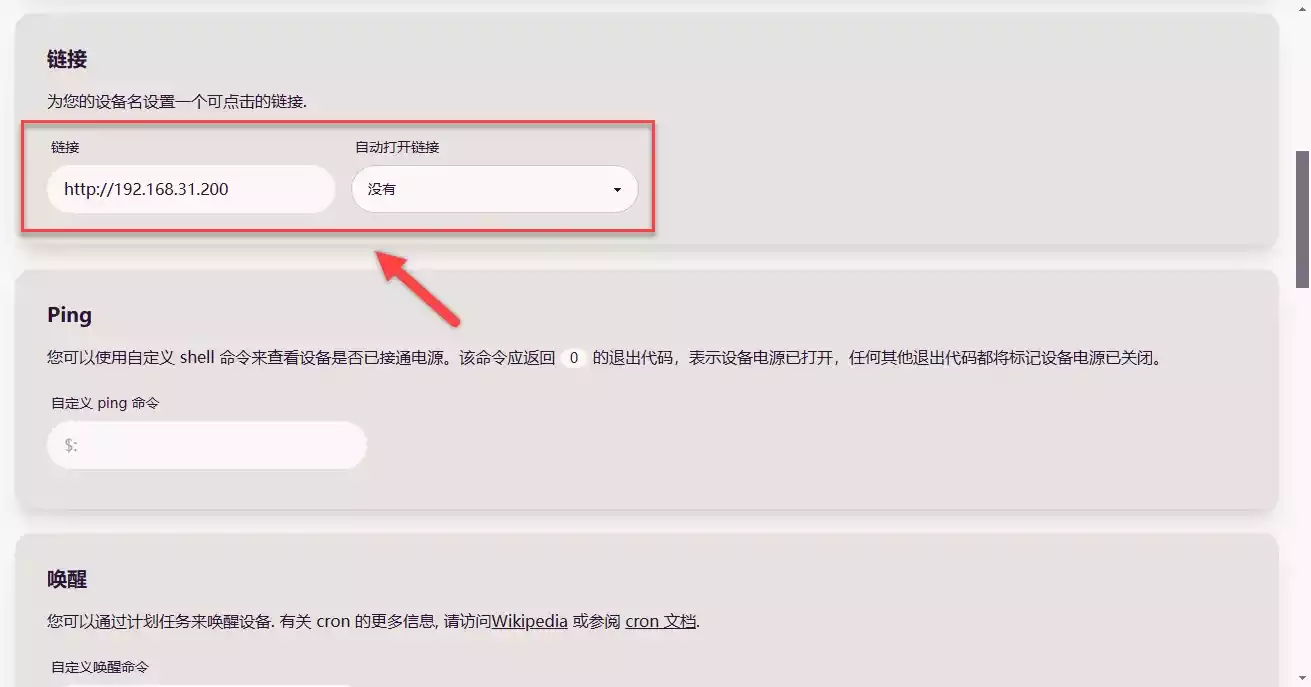 链接
为您的设备名设置一个可点击的链接.
链接 自动打开链接
http://192.168.31.200 没有
Ping
您可以使用自定义 shell 命令来查看设备是否已接通电源。该命令应返回 0 的退出代码，表示设备电源已打开，任何其他退出代码都将标记设备电源已关闭。
自定义 ping 命令
$:
唤醒
您可以通过计划任务来唤醒设备. 有关 cron 的更多信息, 请访问Wikipedia 或参阅 cron 文档.
自定义唤醒命令